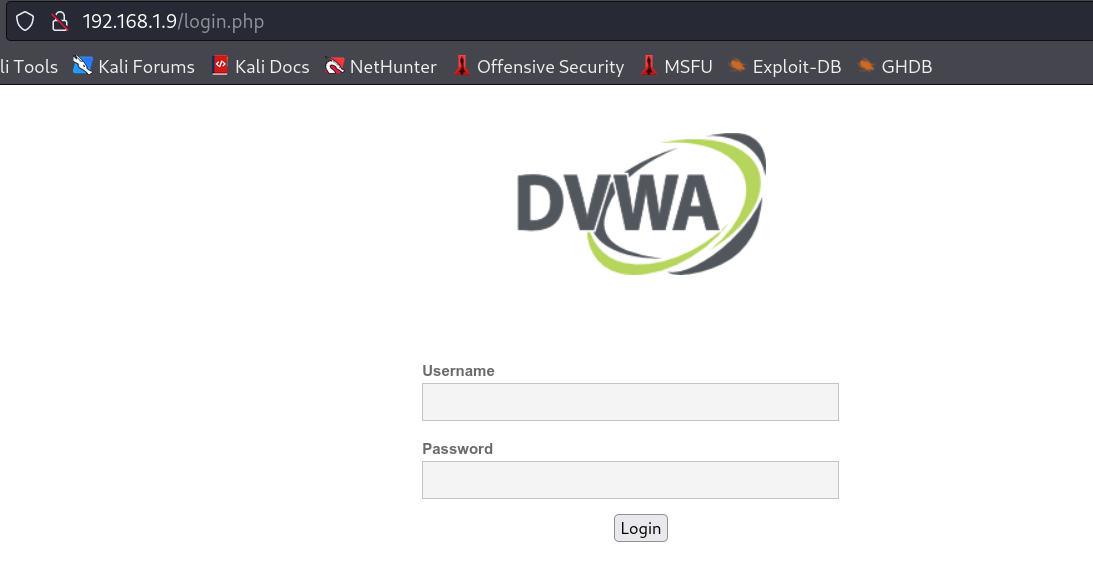 192.168.1.9/login.php
li Tools Kali Forums Kali Docs NetHunter Offensive Security MSFU Exploit-DB GHDB
DVWA
Username
Password
Login